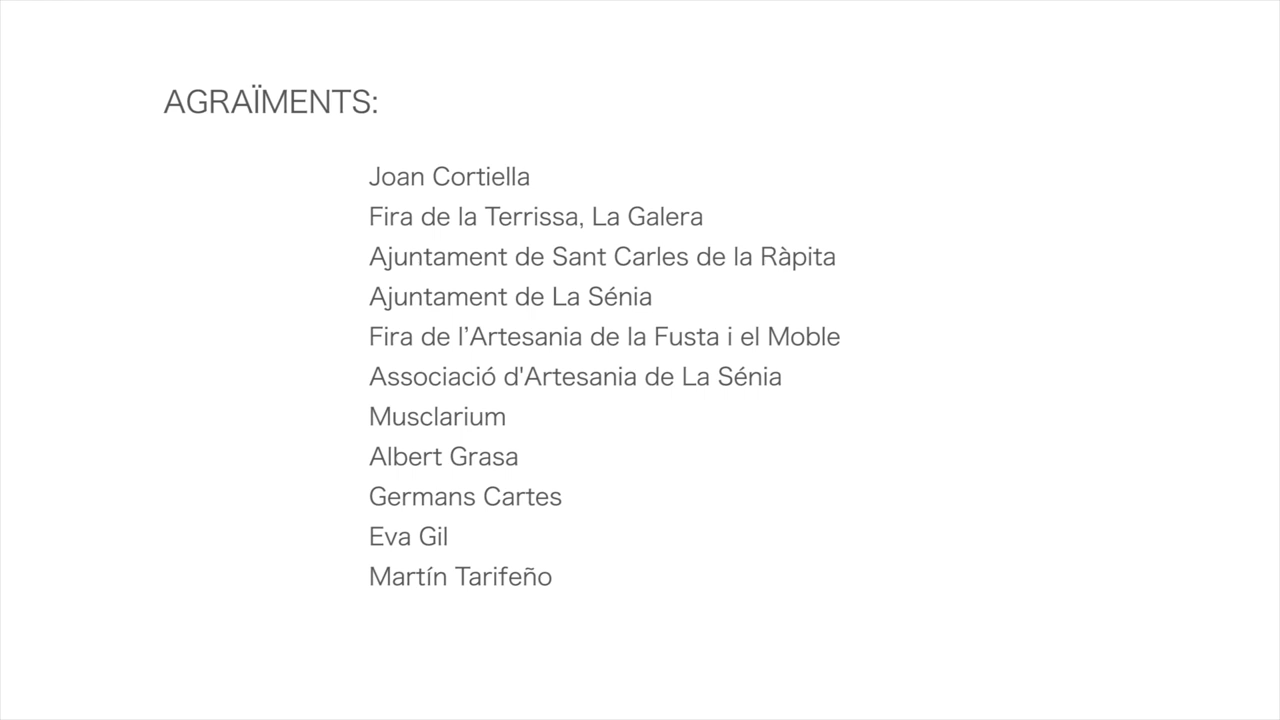 AGRAÏMENTS:
Joan Cortiella
Fira de la Terrissa, La Galera
Ajuntament de Sant Carles de la Ràpita
Ajuntament de La Sénia
Fira de l’Artesania de la Fusta i el Moble
Associació d'Artesania de La Sénia
Musclarium
Albert Grasa
Germans Cartes
Eva Gil
Martín Tarifeño